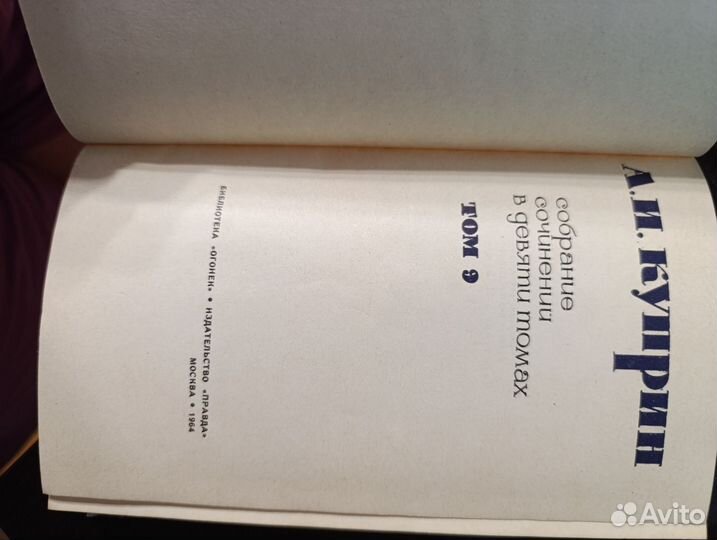 А. И. КУПРИН
собрание
сочинений
в девяти томах
ТОМ 9
БИБЛИОТЕКА «ОГОНЕК» • ИЗДАТЕЛЬСТВО «ПРАВДА»
МОСКВА • 1964
Avito